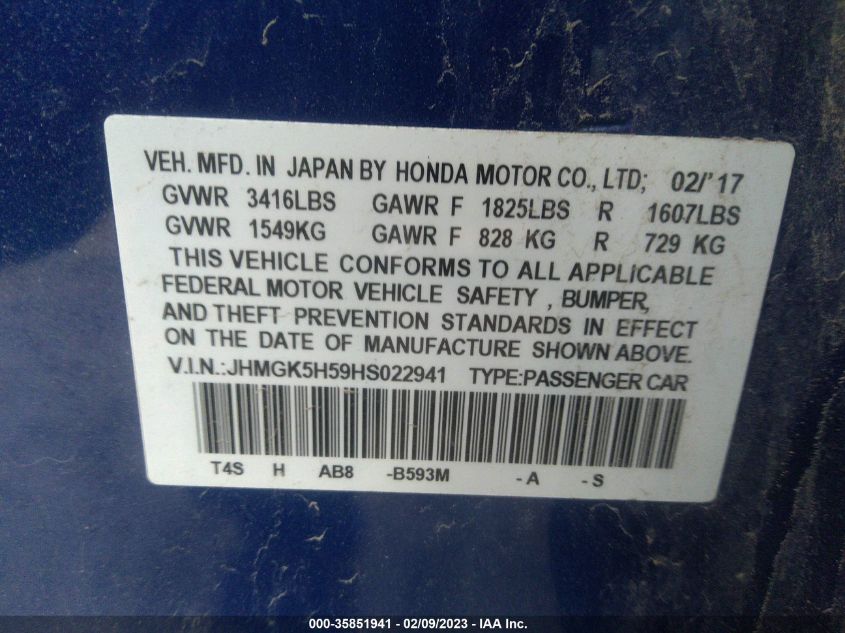 VEH. MFD. IN JAPAN BY HONDA MOTOR CO., LTD; 02/'17
GVWR 3416LBS GAWR F 1825LBS R 1607LBS
GVWR 1549KG GAWR F 828 KG R 729 KG
THIS VEHICLE CONFORMS TO ALL APPLICABLE
FEDERAL MOTOR VEHICLE SAFETY , BUMPER,
AND THEFT PREVENTION STANDARDS IN EFFECT
ON THE DATE OF MANUFACTURE SHOWN ABOVE.
V.I.N.:JHMGK5H59HS022941 TYPE:PASSENGER CAR
T4S H AB8 -B593M - A - S
000-35851941 - 02/09/2023 - IAA Inc.